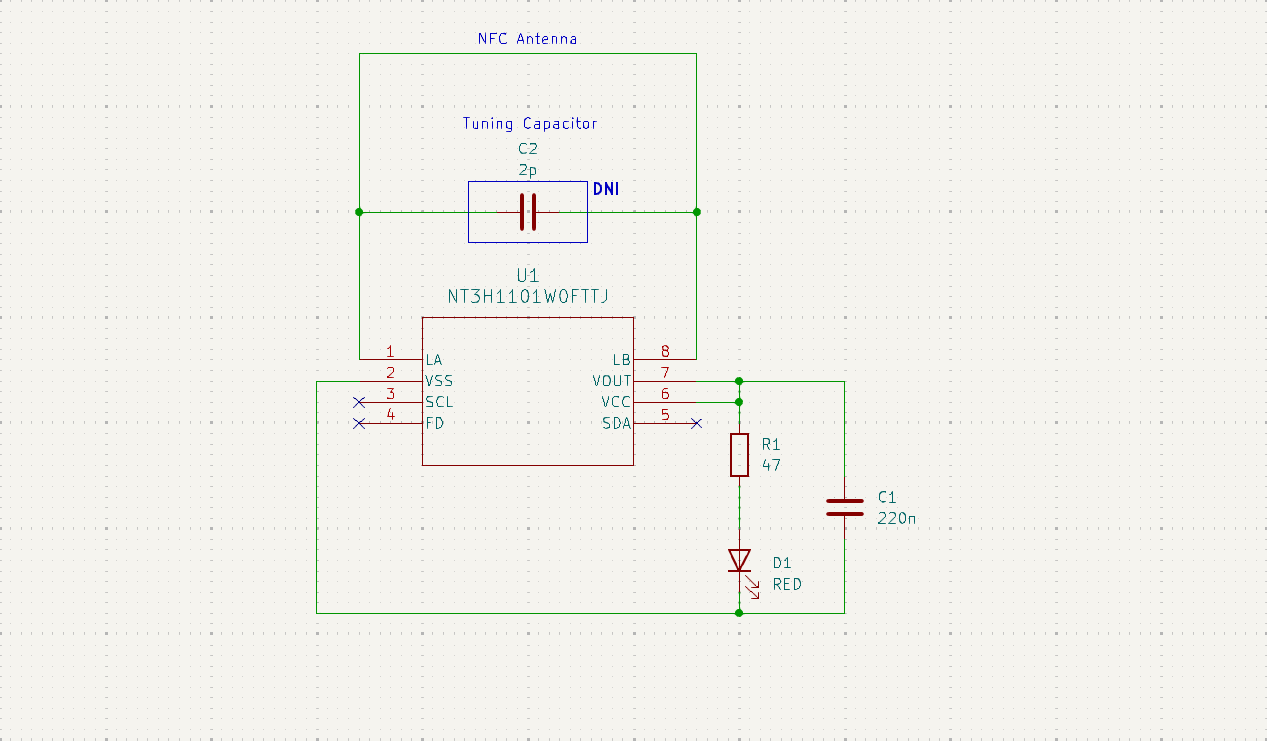 NFC Antenna
Tuning Capacitor
C2
2p
DNI
U1
NT3H1101W0FTTJ
1 LA LB 8
2 VSS VOUT 7
3 SCL VCC 6
4 FD SDA 5
R1
47
C1
220n
D1
RED